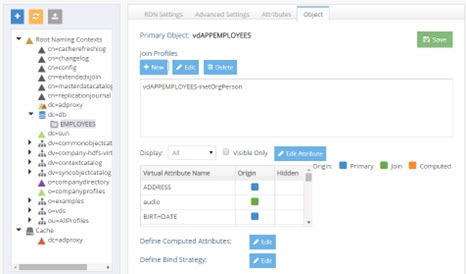 Root Naming Contexts
cn=cacherefreshlog
cn=changelog
cn=config
cn=extendedxjoin
cn=masterdatacatalog
cn=replicationjournal
dc=adproxy
dc=db
EMPLOYEES
dc=sun
dv=commonobjectcat
dv=company-hdfs-virt
dv=contextcatalog
dv=syncobjectcatalog
o=companydirectory
o=companyprofiles
o=examples
o=vds
ou=AllProfiles
Cache
dc=adproxy
RDN Settings
Advanced Settings
Attributes
Object
Primary Object: vdAPPEMPLOYEES
Save
Join Profiles
New
Edit
Delete
vdAPPEMPLOYEES-inetOrgPerson
Display: All
Visible Only
Edit Attribute
Origin: Primary Join Computed
Virtual Attribute Name Origin Hidden
ADDRESS
audio
BIRTHDATE
Define Computed Attributes: Edit
Define Bind Strategy: Edit